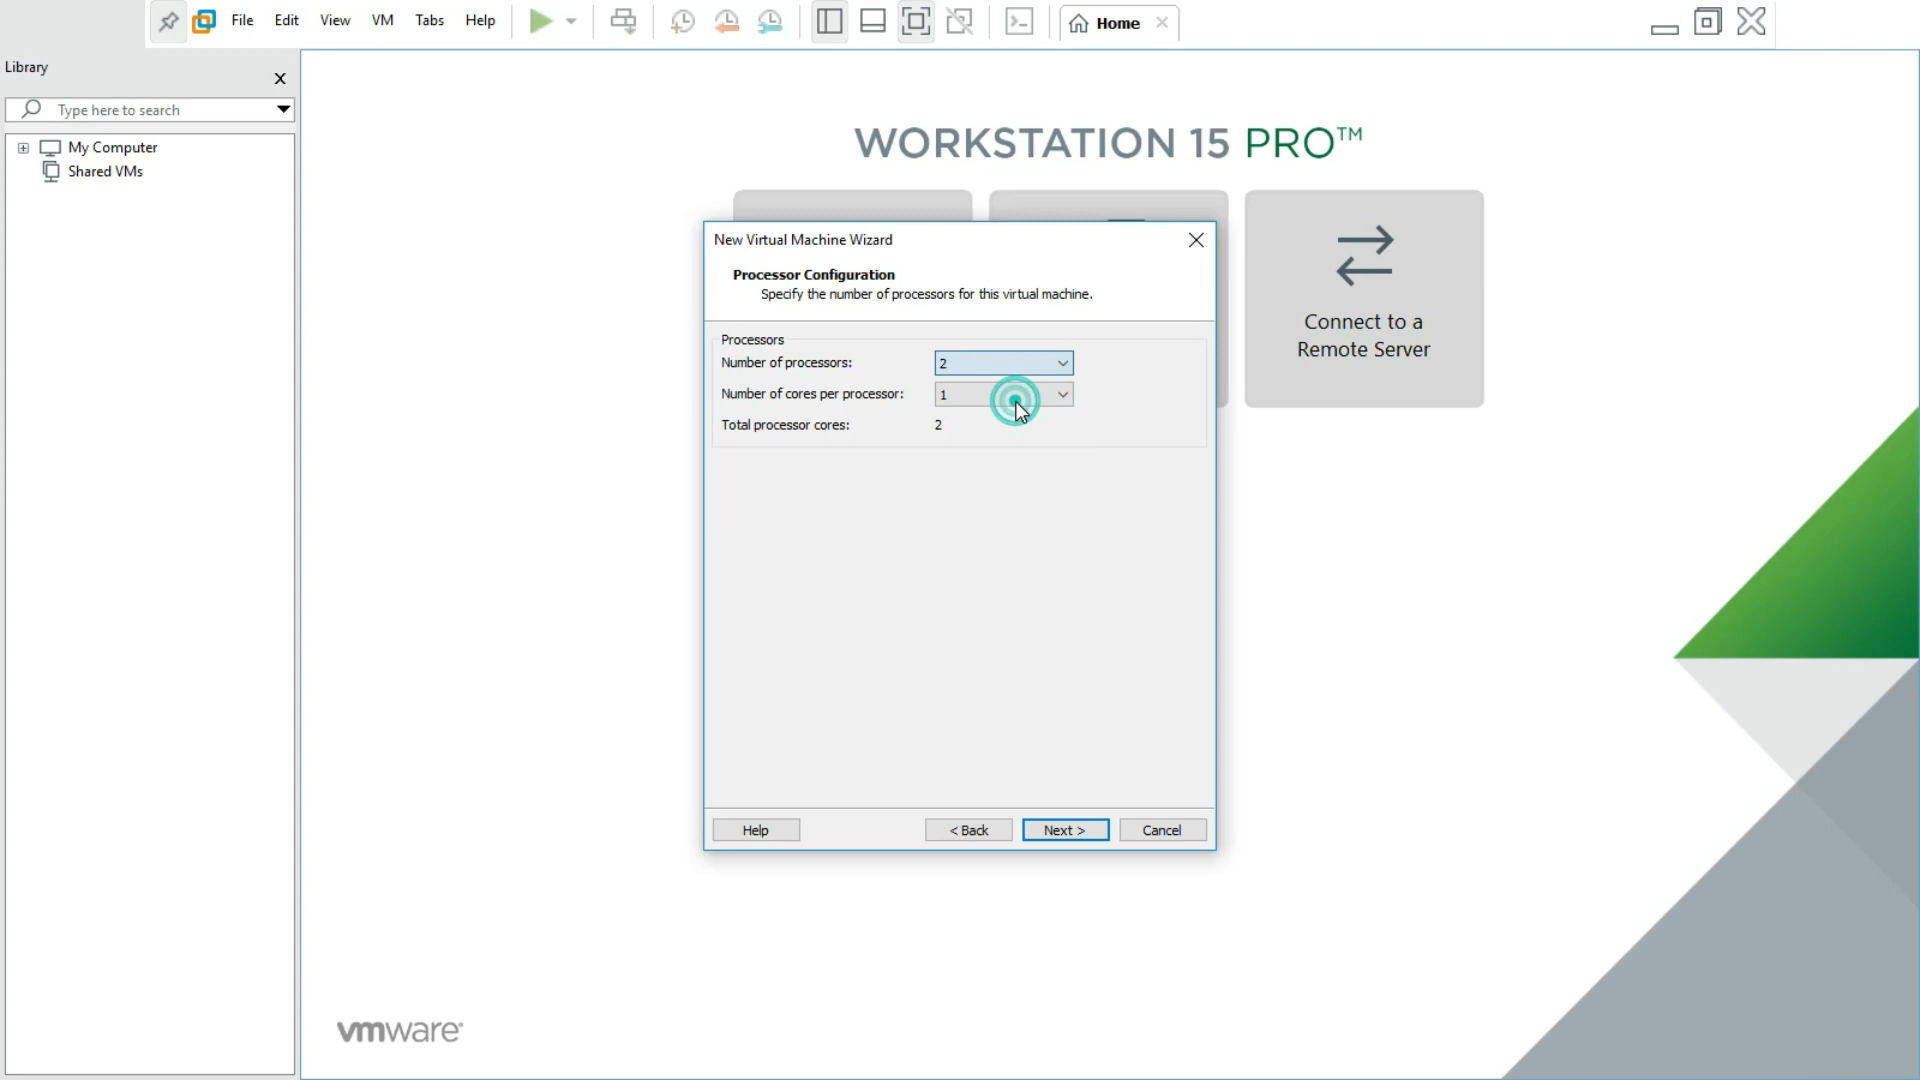 File Edit View VM Tabs Help Home
Library
Type here to search
My Computer
Shared VMs
WORKSTATION 15 PRO™
Connect to a
Remote Server
New Virtual Machine Wizard
Processor Configuration
Specify the number of processors for this virtual machine.
Processors
Number of processors: 2
Number of cores per processor: 1
Total processor cores: 2
Help < Back Next > Cancel
vmware®